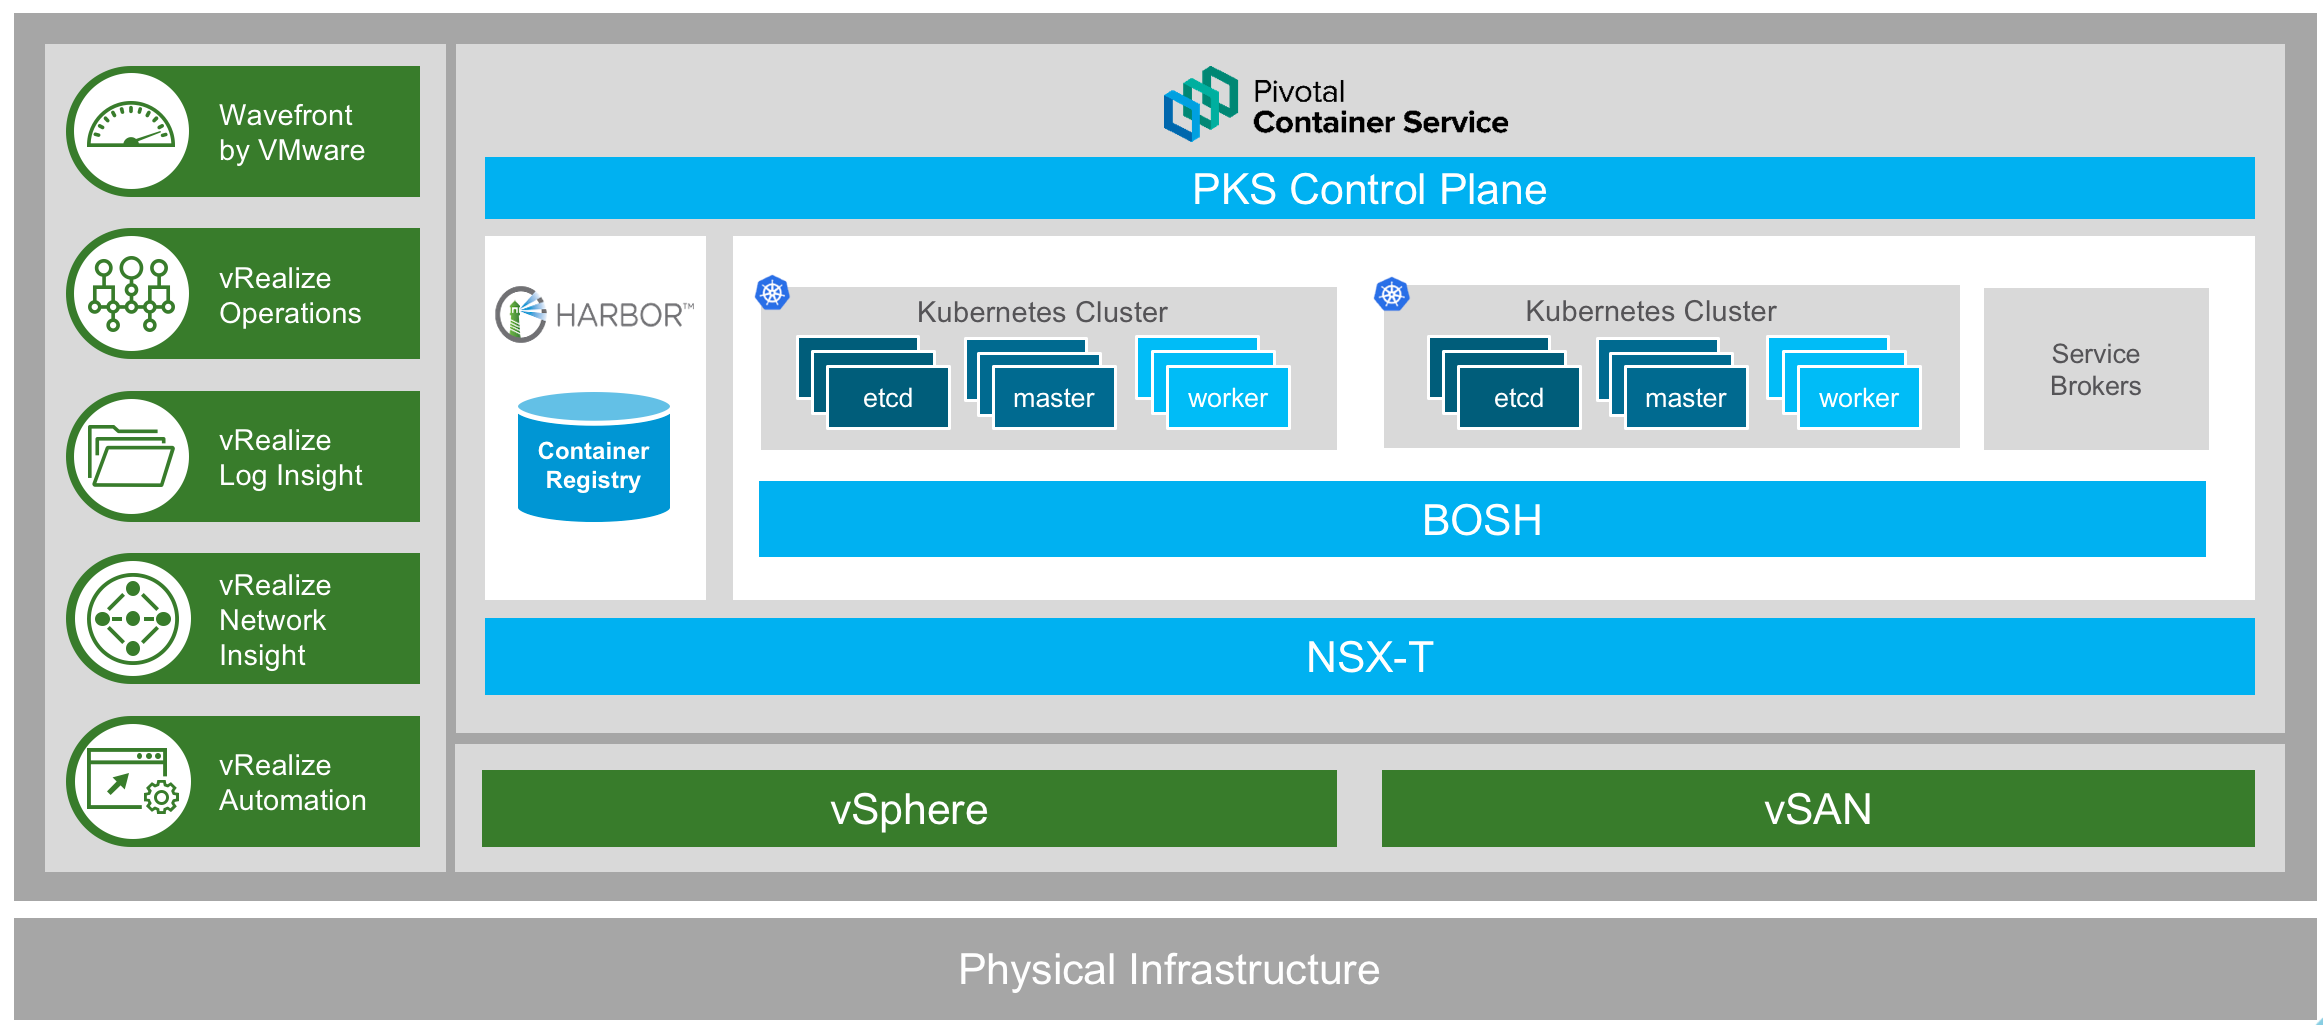 Wavefront
by VMware
vRealize
Operations
vRealize
Log Insight
vRealize
Network
Insight
vRealize
Automation
Pivotal
Container Service
PKS Control Plane
HARBOR™
Container
Registry
Kubernetes Cluster
etcd
master
worker
Kubernetes Cluster
etcd
master
worker
Service
Brokers
BOSH
NSX-T
vSphere
vSAN
Physical Infrastructure